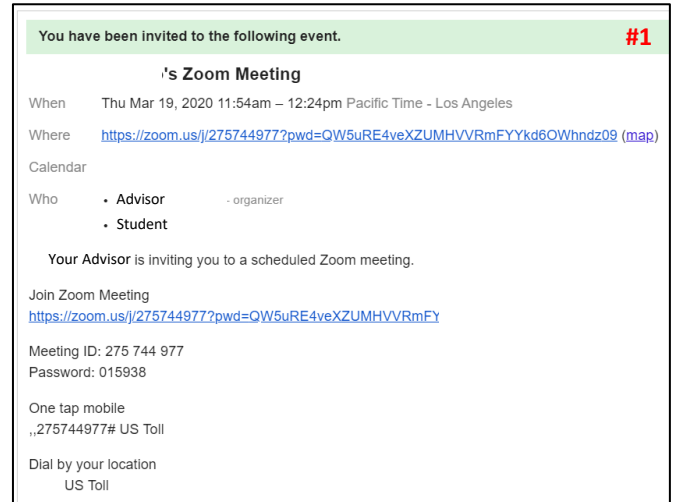 You have been invited to the following event. #1
's Zoom Meeting
When Thu Mar 19, 2020 11:54am – 12:24pm Pacific Time - Los Angeles
Where https://zoom.us/j/275744977?pwd=QW5uRE4veXZUMHVVRmFYYkd6OWhndz09 (map)
Calendar
Who • Advisor - organizer
• Student
Your Advisor is inviting you to a scheduled Zoom meeting.
Join Zoom Meeting
https://zoom.us/j/275744977?pwd=QW5uRE4veXZUMHVVRmFY
Meeting ID: 275 744 977
Password: 015938
One tap mobile
,,275744977# US Toll
Dial by your location
US Toll